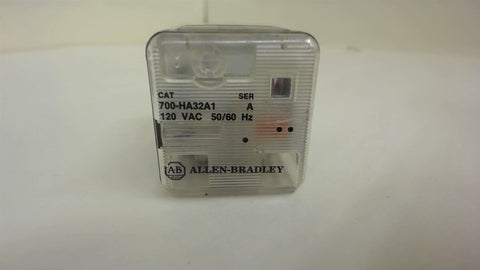 CAT SER
700-HA32A1 A
120 VAC 50/60 Hz
AB ALLEN-BRADLEY